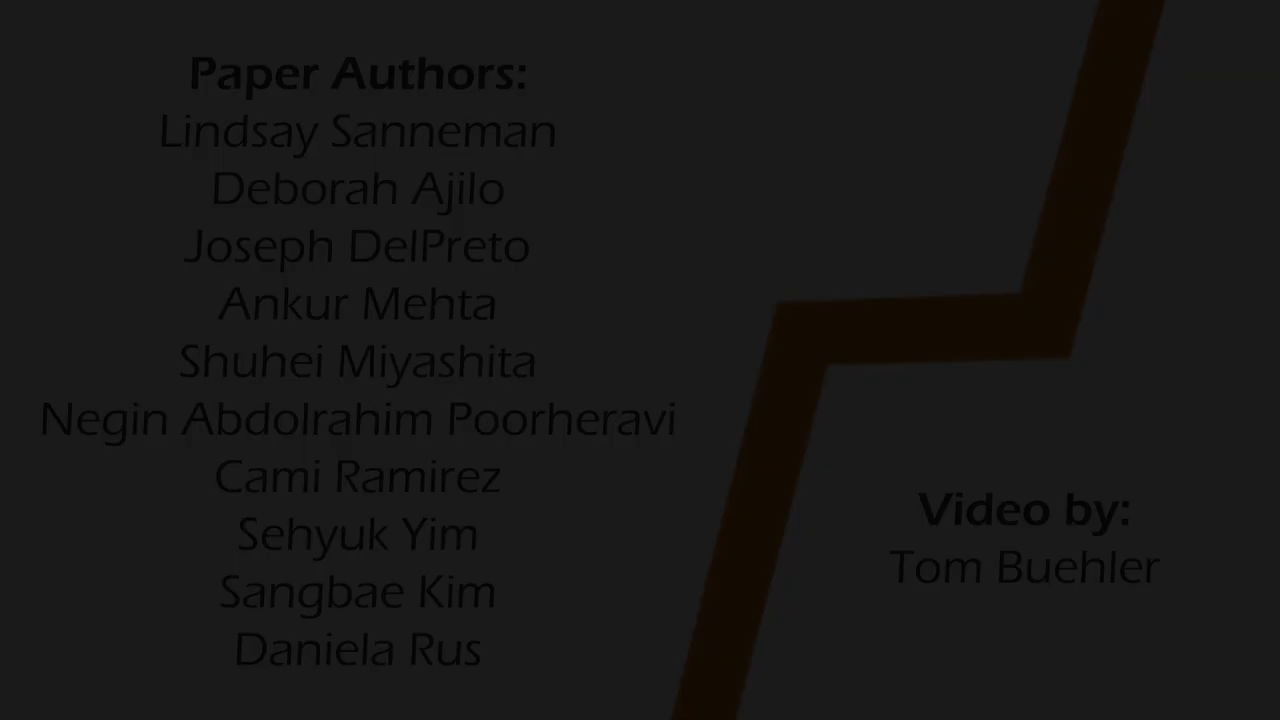 Paper Authors:
Lindsay Sanneman
Deborah Ajilo
Joseph DelPreto
Ankur Mehta
Shuhei Miyashita
Negin Abdolrahim Poorheravi
Cami Ramirez
Sehyuk Yim
Sangbae Kim
Daniela Rus
Video by:
Tom Buehler